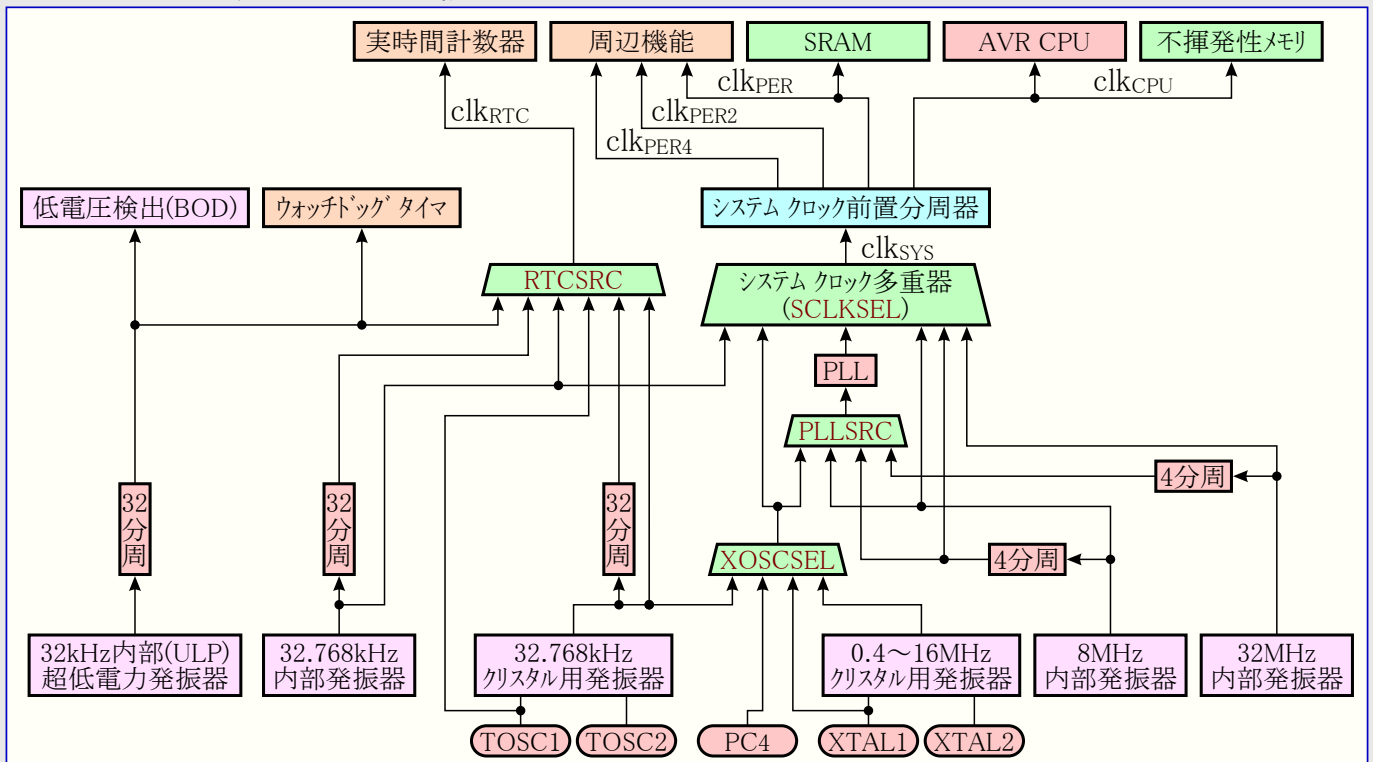 実時間計数器
周辺機能
SRAM
AVR CPU
不揮発性メモリ
clkRTC
clkPER4
clkPER2
clkPER
clkCPU
低電圧検出(BOD)
ウォッチドッグ タイマ
システム クロック前置分周器
clkSYS
RTCSRC
システム クロック多重器
(SCLKSEL)
PLL
PLLSRC
4分周
32
分
周
32
分
周
32
分
周
XOSCSEL
4分周
32kHz内部(ULP)
超低電力発振器
32.768kHz
内部発振器
32.768kHz
クリスタル用発振器
0.4～16MHz
クリスタル用発振器
8MHz
内部発振器
32MHz
内部発振器
TOSC1
TOSC2
PC4
XTAL1
XTAL2